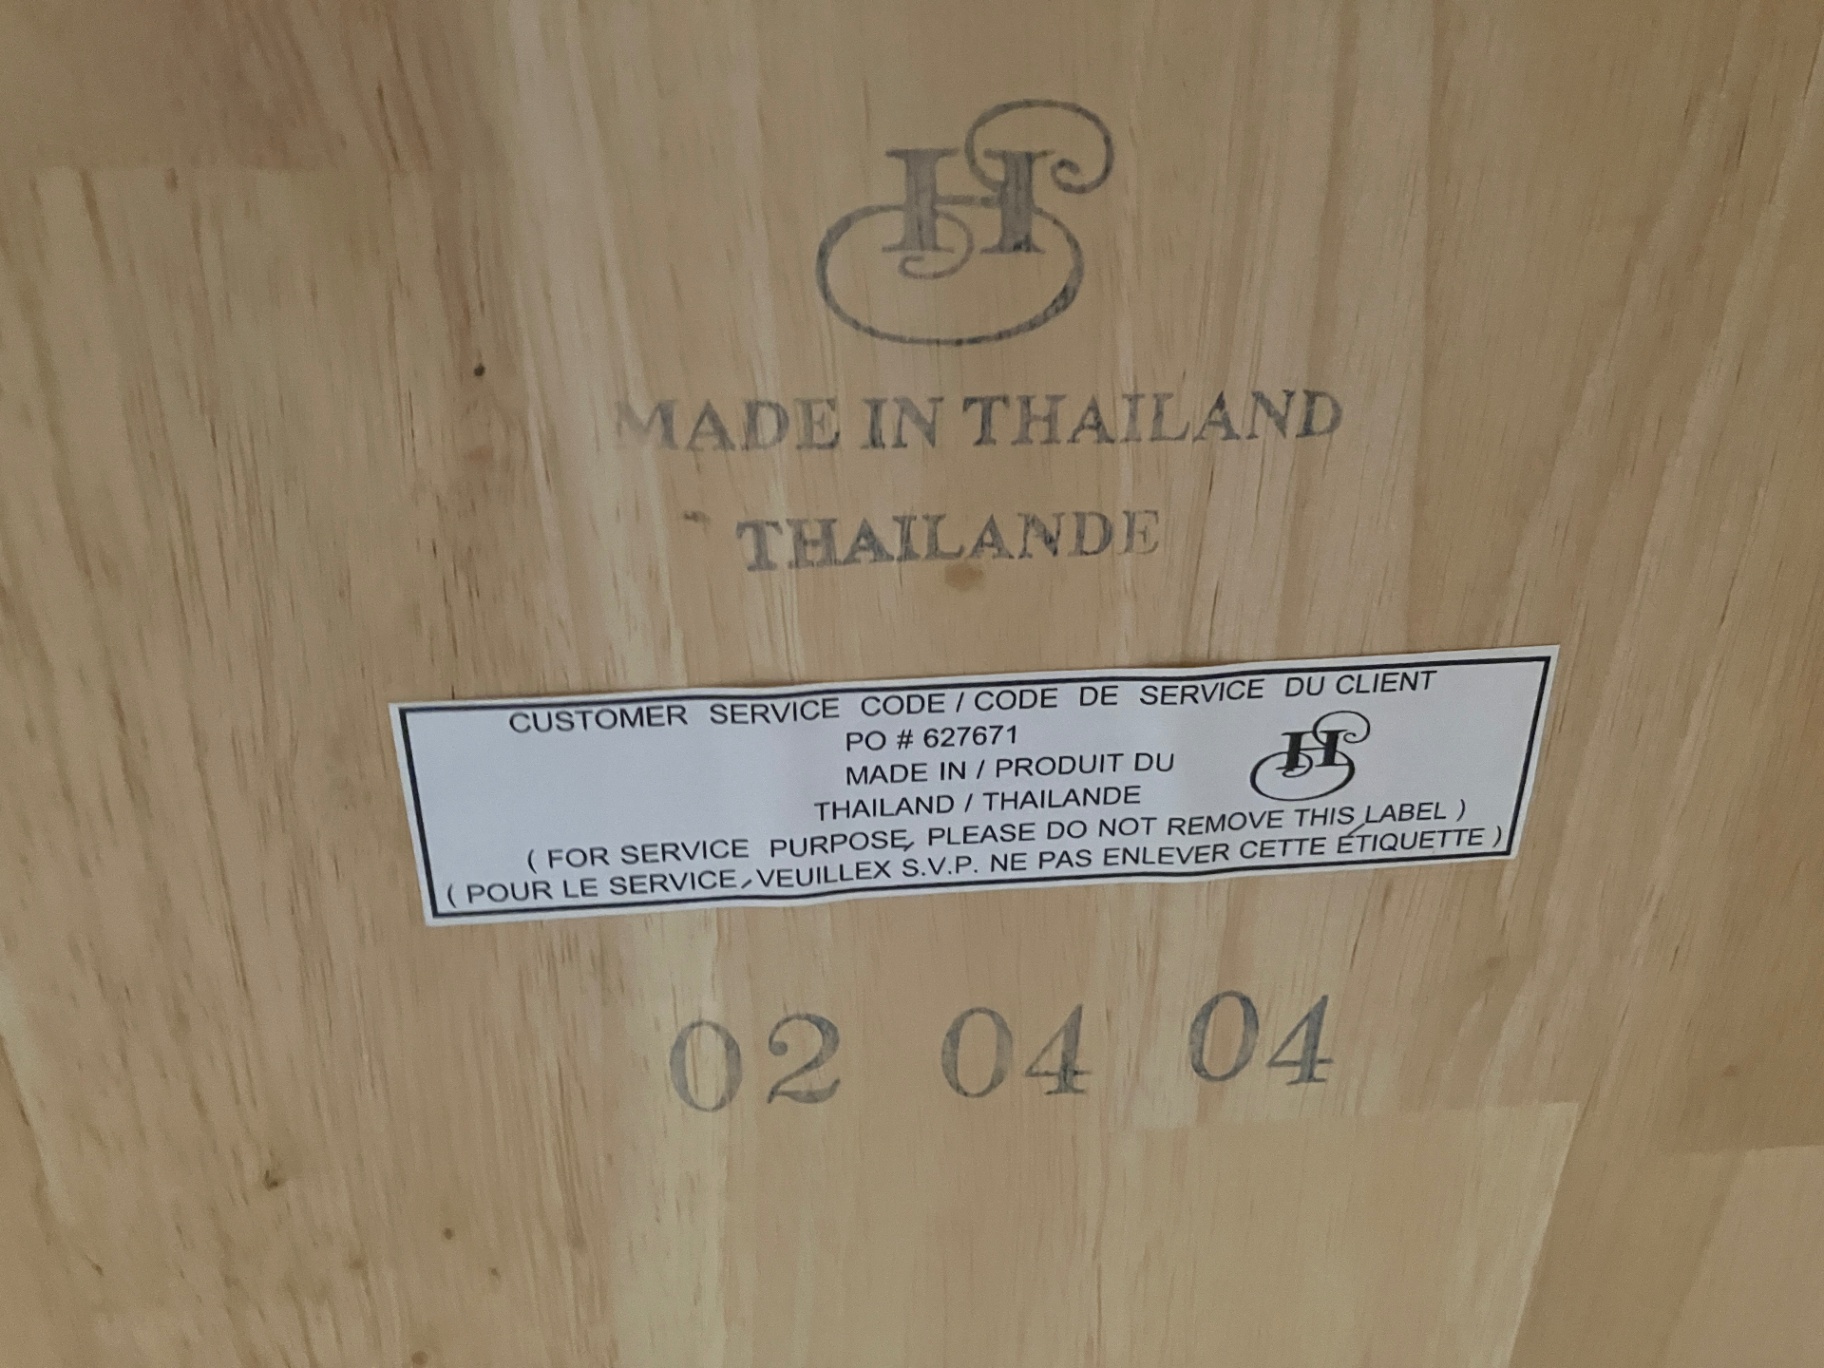 HS
MADE IN THAILAND
THAILANDE
CUSTOMER SERVICE CODE / CODE DE SERVICE DU CLIENT
PO # 627671
MADE IN / PRODUIT DU
HS
THAILAND / THAILANDE
( FOR SERVICE PURPOSE, PLEASE DO NOT REMOVE THIS LABEL )
( POUR LE SERVICE, VEUILLEX S.V.P. NE PAS ENLEVER CETTE ÉTIQUETTE )
02 04 04